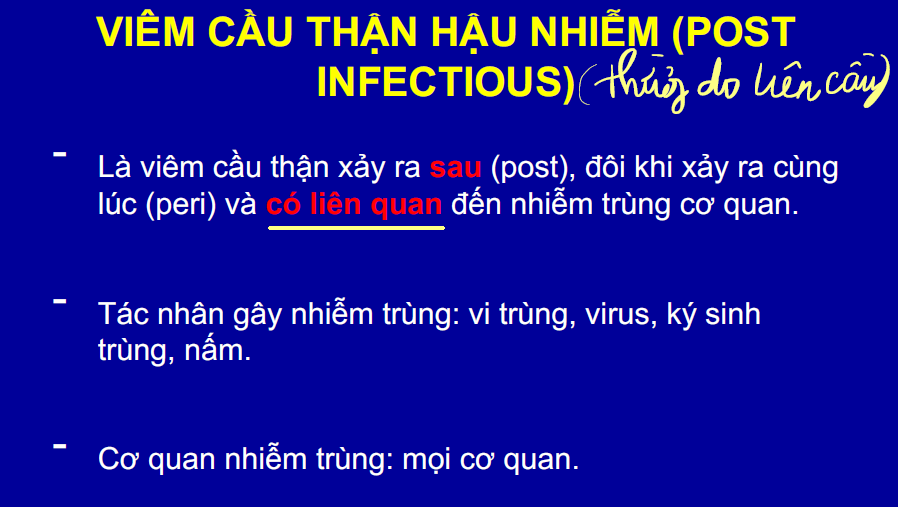 VIÊM CẦU THẬN HẬU NHIỄM (POST
INFECTIOUS) (do liên cầu)
- Là viêm cầu thận xảy ra sau (post), đôi khi xảy ra cùng
lúc (peri) và có liên quan đến nhiễm trùng cơ quan.
- Tác nhân gây nhiễm trùng: vi trùng, virus, ký sinh
trùng, nấm.
- Cơ quan nhiễm trùng: mọi cơ quan.